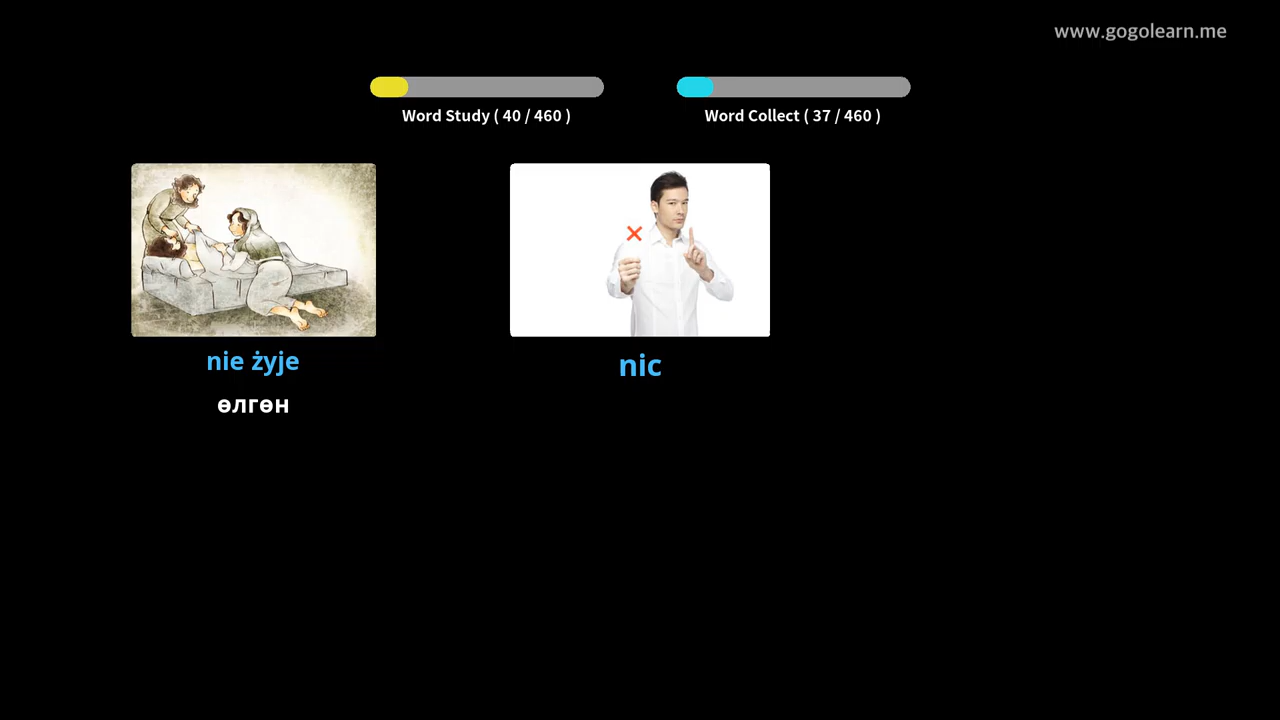 www.gogolearn.me
Word Study ( 40 / 460 )
Word Collect ( 37 / 460 )
nie żyje
өлгөн
nic